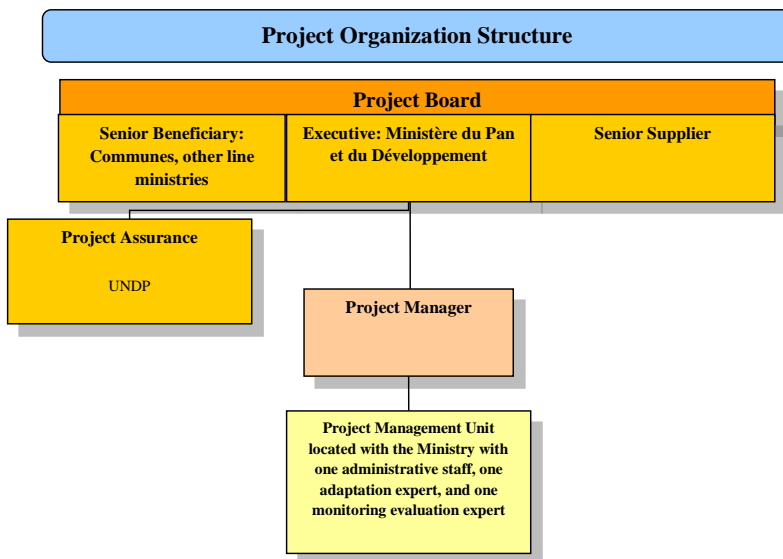 Project Organization Structure
Project Board
Senior Beneficiary:
Communes, other line
ministries
Executive: Ministère du Pan
et du Développement
Senior Supplier
Project Assurance
UNDP
Project Manager
Project Management Unit
located with the Ministry with
one administrative staff, one
adaptation expert, and one
monitoring evaluation expert